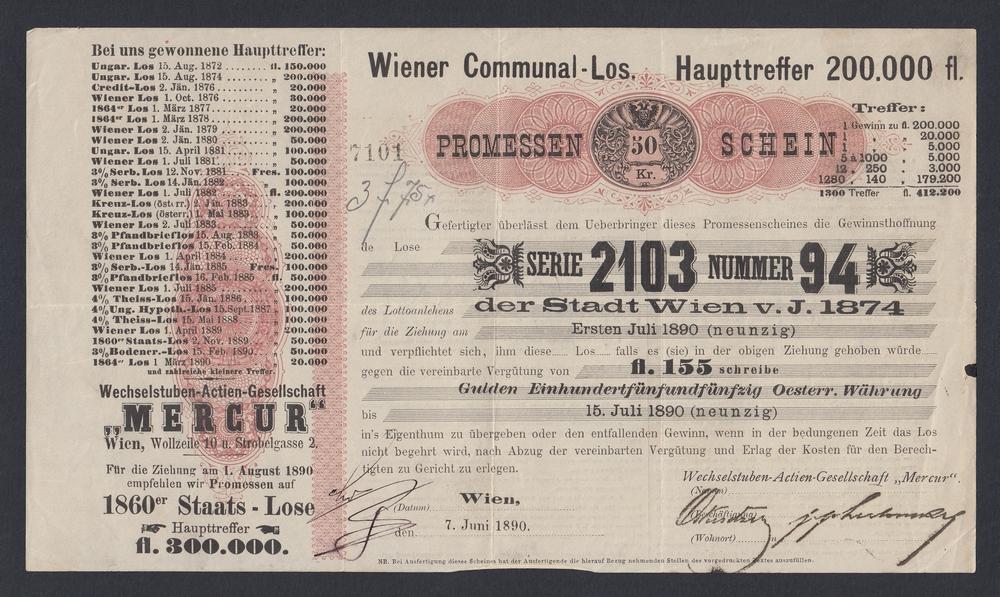 Bei uns gewonnene Haupttreffer:
Ungar. Los 15. Aug. 1872 ........ fl. 150.000
Ungar. Los 15. Aug. 1874 ........ „ 200.000
Credit-Los 2. Jän. 1876 ........ „ 20.000
Wiener Los 1. Oct. 1876 ........ „ 30.000
1864er Los 1. März 1877 ........ „ 20.000
1864er Los 1. März 1878 ........ „ 200.000
Wiener Los 2. Jän. 1879 ........ „ 200.000
Wiener Los 2. Jän. 1880 ........ „ 50.000
Ungar. Los 15. April 1881 ........ „ 100.000
Wiener Los 1. Juli 1881 ........ „ 50.000
3% Serb. Los 12. Nov. 1881 .... Frcs. 100.000
3% Serb. Los 14. Jän. 1882 .... „ 100.000
Wiener Los 1. Juli 1882 ........ fl. 200.000
Kreuz-Los (österr.) 2. Jän. 1883 .... „ 200.000
Kreuz-Los (österr.) 1. Mai 1883 .... „ 100.000
Wiener Los 2. Juli 1883 ........ „ 50.000
3% Pfandbrieflos 15. Aug. 1883 .... „ 50.000
3% Pfandbrieflos 15. Feb. 1884 .... „ 50.000
Wiener Los 1. April 1884 ........ „ 200.000
3% Serb.-Los 14. Jän. 1885 .... Frcs. 100.000
3% Pfandbrieflos 16. Feb. 1885 .. fl. 50.000
Wiener Los 1. Juli 1885 ........ „ 200.000
4% Theiss-Los 15. Jän. 1886 .... „ 100.000
4% Ung. Hypoth.-Los 15. Sept. 1887 .. „ 100.000
4% Theiss-Los 15. Mai 1888 .... „ 100.000
Wiener Los 1. April 1889 ........ „ 200.000
1860er Staats-Los 2. Nov. 1889 .... „ 50.000
3% Bodener.-Los 15. Feb. 1890 .... „ 50.000
1864er Los 1 März 1890 ........ „ 20.000
und zahlreiche kleinere Treffer.
Wechselstuben-Actien-Gesellschaft
„MERCUR“
Wien, Wollzeile 10 u. Strobelgasse 2.
Für die Ziehung am 1. August 1890
empfehlen wir Promessen auf
1860er Staats-Lose
Haupttreffer
fl. 300.000.
Wiener Communal-Los. Haupttreffer 200.000 fl.
PROMESSEN 50 Kr. SCHEIN
Treffer:
1 Gewinn zu fl. 200.000
1 „ „ 20.000
1 „ „ 5.000
5 à 1000 „ 5.000
12 „ 250 „ 3.000
1280 „ 140 „ 179.200
1300 Treffer fl. 412.200
7101
Gefertigter überlässt dem Ueberbringer dieses Promessenscheines die Gewinnsthoffnung
de Lose
SERIE 2103 NUMMER 94
des Lottoanlehens der Stadt Wien v. J. 1874
für die Ziehung am Ersten Juli 1890 (neunzig)
und verpflichtet sich, ihm diese...... Los...... falls es (sie) in der obigen Ziehung gehoben würde
gegen die vereinbarte Vergütung von fl. 155 schreibe
Gulden Einhundertfünfundfünfzig Oesterr. Währung
bis 15. Juli 1890 (neunzig)
in's Eigenthum zu übergeben oder den entfallenden Gewinn, wenn in der bedungenen Zeit das Los
nicht begehrt wird, nach Abzug der vereinbarten Vergütung und Erlag der Kosten für den Berech-
tigten zu Gericht zu erlegen.
Wechselstuben-Actien-Gesellschaft „Mercur“.
(Namen)
Wien,
(Datum)
(Beschäftigung)
7. Juni 1890.
den
(Wohnort)
NB. Bei Ausfertigung dieses Scheines hat der Ausfertigende die hierauf Bezug nehmenden Stellen des vorgedruckten Textes auszufüllen.